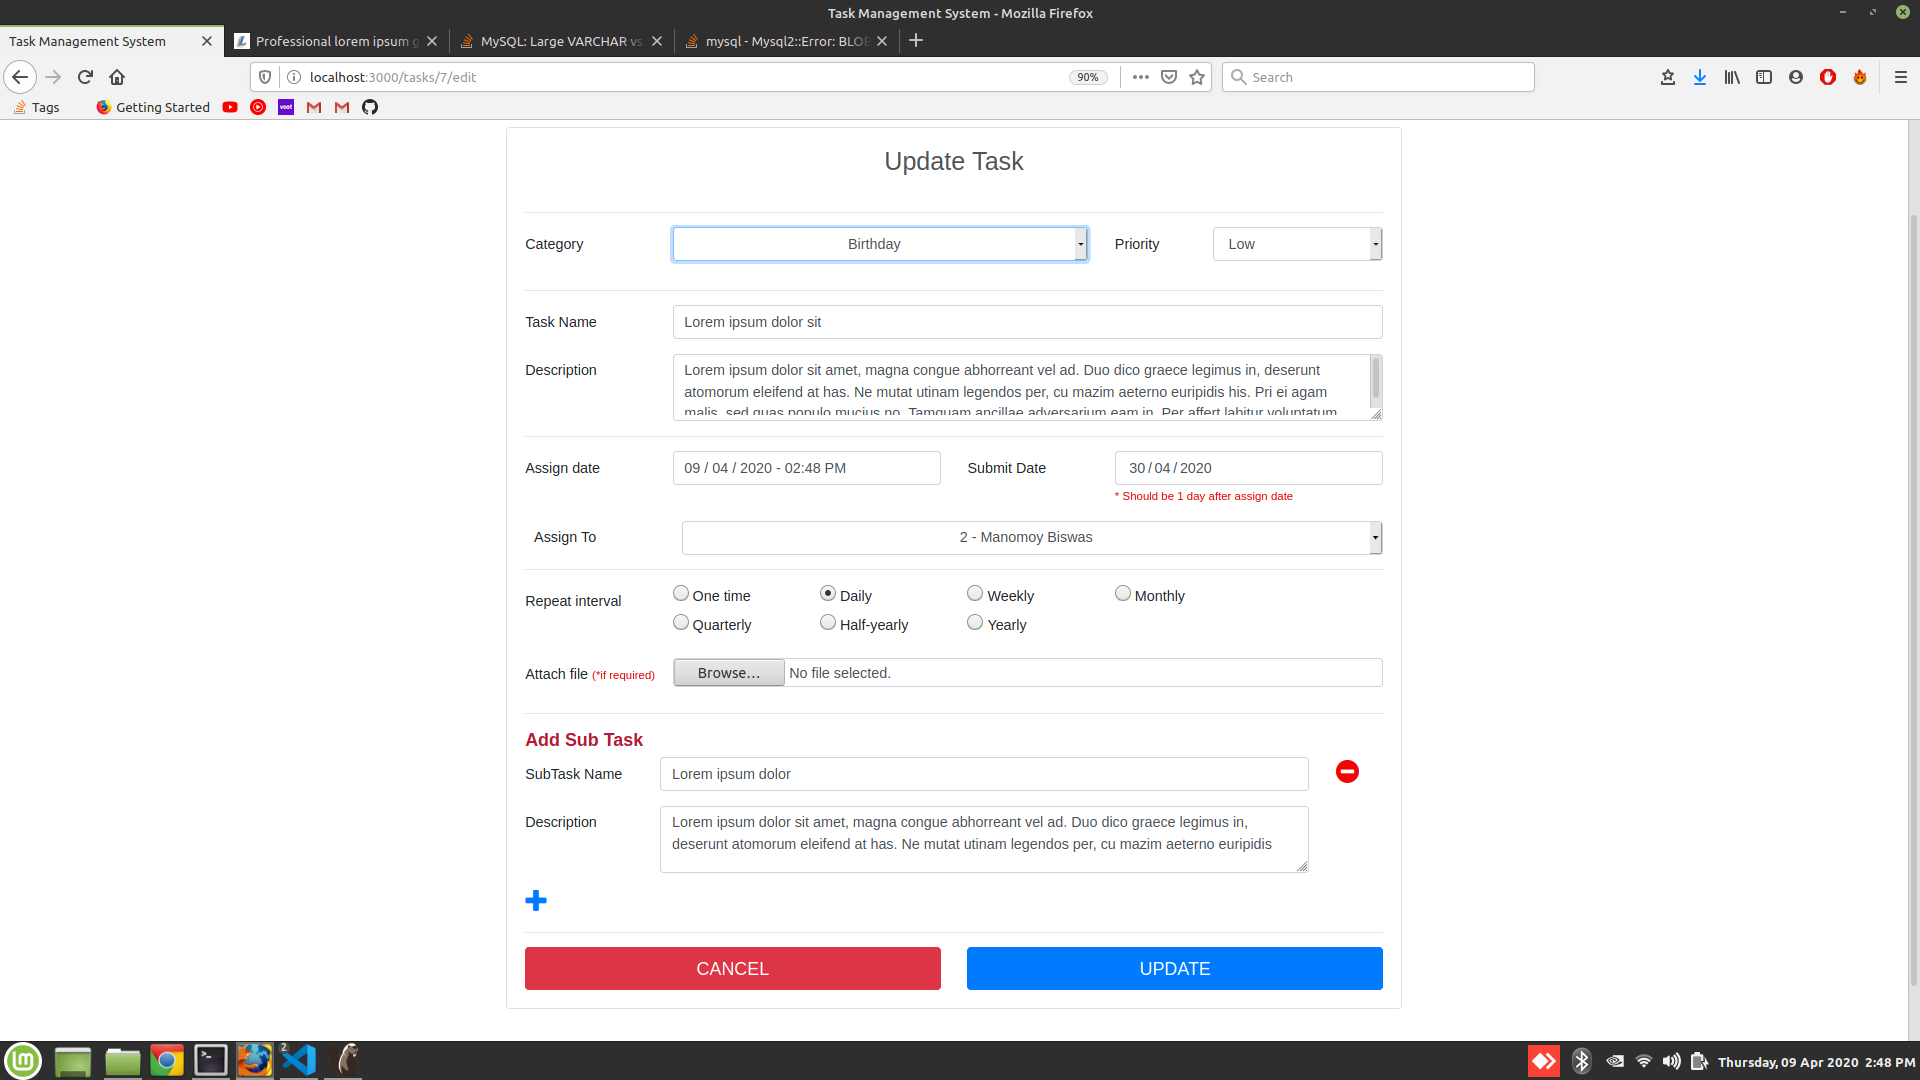 Task Management System - Mozilla Firefox
Task Management System
Professional lorem ipsum g
MySQL: Large VARCHAR vs.
mysql - Mysql2::Error: BLOB
localhost:3000/tasks/7/edit
90%
Search
Tags
Getting Started
voot
Update Task
Category
Birthday
Priority
Low
Task Name
Lorem ipsum dolor sit
Description
Lorem ipsum dolor sit amet, magna congue abhorreant vel ad. Duo dico graece legimus in, deserunt
atomorum eleifend at has. Ne mutat utinam legendos per, cu mazim aeterno euripidis his. Pri ei agam
malis, sed quas populo mucius no. Tamquam ancillae adversarium eam in. Per affert labitur voluptatum
Assign date
09 / 04 / 2020 - 02:48 PM
Submit Date
30 / 04 / 2020
* Should be 1 day after assign date
Assign To
2 - Manomoy Biswas
Repeat interval
One time
Daily
Weekly
Monthly
Quarterly
Half-yearly
Yearly
Attach file (*if required)
Browse...
No file selected.
Add Sub Task
SubTask Name
Lorem ipsum dolor
Description
Lorem ipsum dolor sit amet, magna congue abhorreant vel ad. Duo dico graece legimus in,
deserunt atomorum eleifend at has. Ne mutat utinam legendos per, cu mazim aeterno euripidis
CANCEL
UPDATE
2
Thursday, 09 Apr 2020 2:48 PM